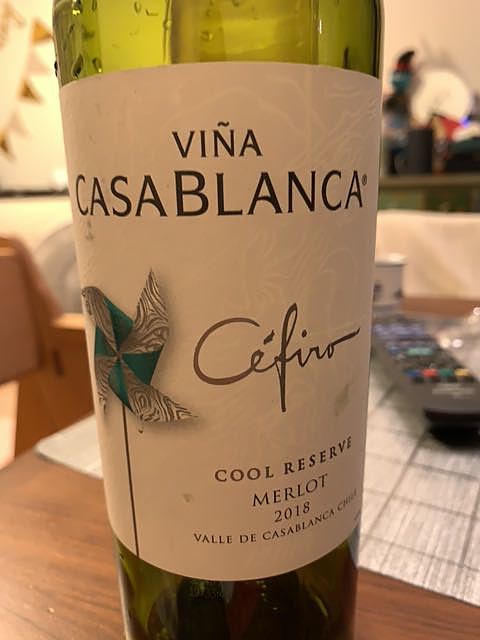 VIÑA
CASABLANCA®
Céfiro
COOL RESERVE
MERLOT
2018
VALLE DE CASABLANCA CHILE